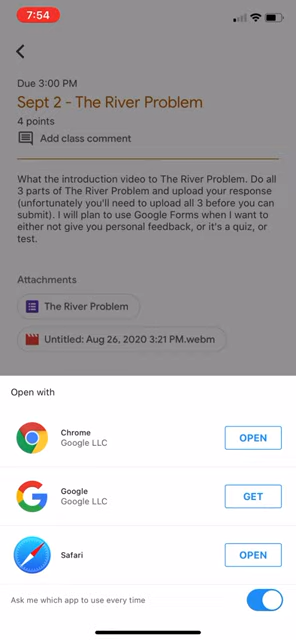 7:54
Due 3:00 PM
Sept 2 - The River Problem
4 points
Add class comment
What the introduction video to The River Problem. Do all
3 parts of The River Problem and upload your response
(unfortunately you'll need to upload all 3 before you can
submit). I will plan to use Google Forms when I want to
either not give you personal feedback, or it's a quiz, or
test.
Attachments
The River Problem
Untitled: Aug 26, 2020 3:21 PM.webm
Open with
Chrome
Google LLC
OPEN
Google
Google LLC
GET
Safari
OPEN
Ask me which app to use every time